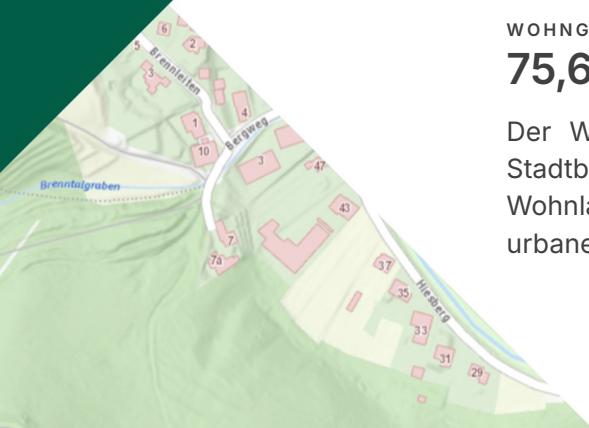 WOHNG
75,6
Der W
Stadtb
Wohnla
urbane
6
2
5
Brennleiten
3
4
1
Bergweg
10
3
47
Brenntalgraben
43
7
7a
37
35
Hiesberg
33
31
29